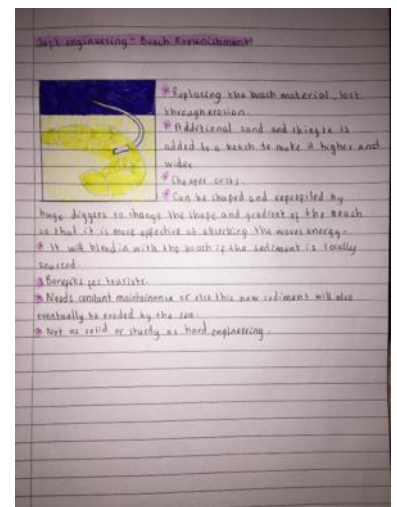 Soft engineering - Beach Replenishment
Replacing the beach material, lost
through erosion.
Additional sand and shingle is
added to a beach to make it higher and
wider.
Cheaper costs.
Can be shaped and reprofiled by
huge diggers to change the shape and gradient of the beach
so that it is more effective at absorbing the waves energy.
It will blend in with the beach if the sediment is locally
sourced.
Benefits for tourists.
Needs constant maintainance or else this new sediment will also
eventually be eroded by the sea.
Not as solid or sturdy as hard engineering.